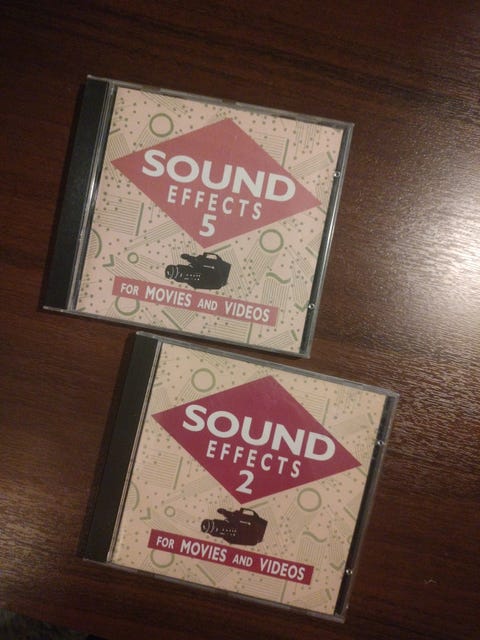 SOUND
EFFECTS
5
FOR MOVIES AND VIDEOS
SOUND
EFFECTS
2
FOR MOVIES AND VIDEOS